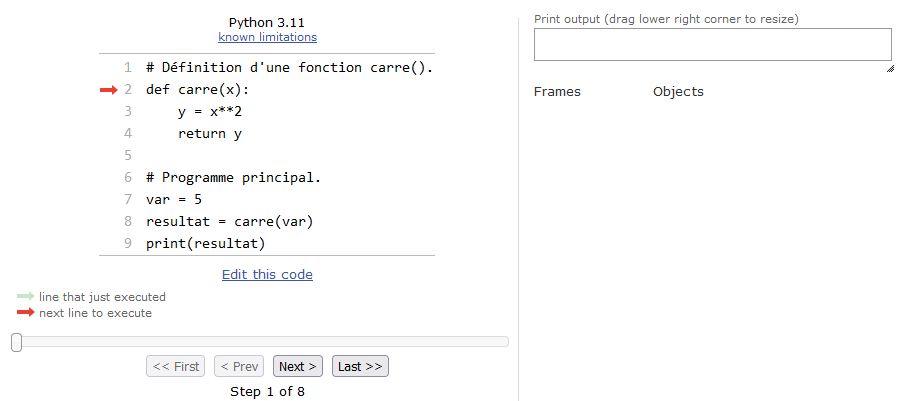 Python 3.11
known limitations
1 # Définition d'une fonction carre().
2 def carre(x):
3     y = x**2
4     return y
5
6 # Programme principal.
7 var = 5
8 resultat = carre(var)
9 print(resultat)
Edit this code
line that just executed
next line to execute
<< First < Prev Next > Last >>
Step 1 of 8
Print output (drag lower right corner to resize)
Frames Objects